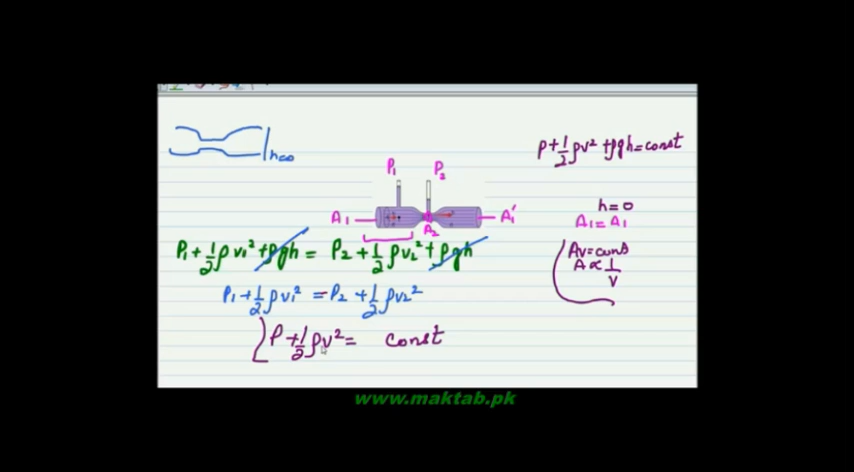 h=0
P₁
P₂
A₁
A₂
A₁'
P₁+½ρv₁²+ρgh = P₂+½ρv₂²+ρgh
P₁+½ρv₁² = P₂+½ρv₂²
P+½ρv² = const
P+½ρv²+ρgh=const
h=0
A₁=A₁
Av=cons
A∝1/v
www.maktab.pk